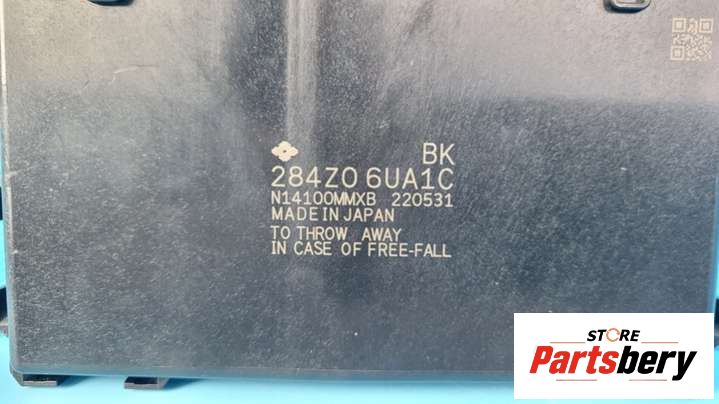 BK
284Z0 6UA1C
N14100MMXB 220531
MADE IN JAPAN
TO THROW AWAY
IN CASE OF FREE-FALL
STORE
Partsbery